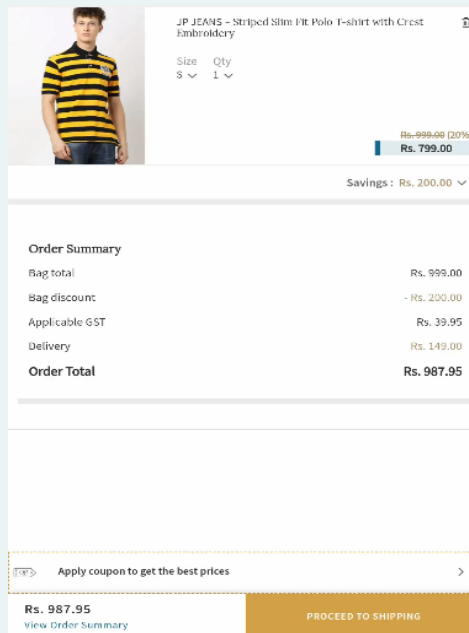 JP JEANS - Striped Slim Fit Polo T-shirt with Crest
Embroidery
Size Qty
S 1
Rs. 999.00 (20%
Rs. 799.00
Savings : Rs. 200.00
Order Summary
Bag total Rs. 999.00
Bag discount - Rs. 200.00
Applicable GST Rs. 39.95
Delivery Rs. 149.00
Order Total Rs. 987.95
Apply coupon to get the best prices
Rs. 987.95
View Order Summary
PROCEED TO SHIPPING